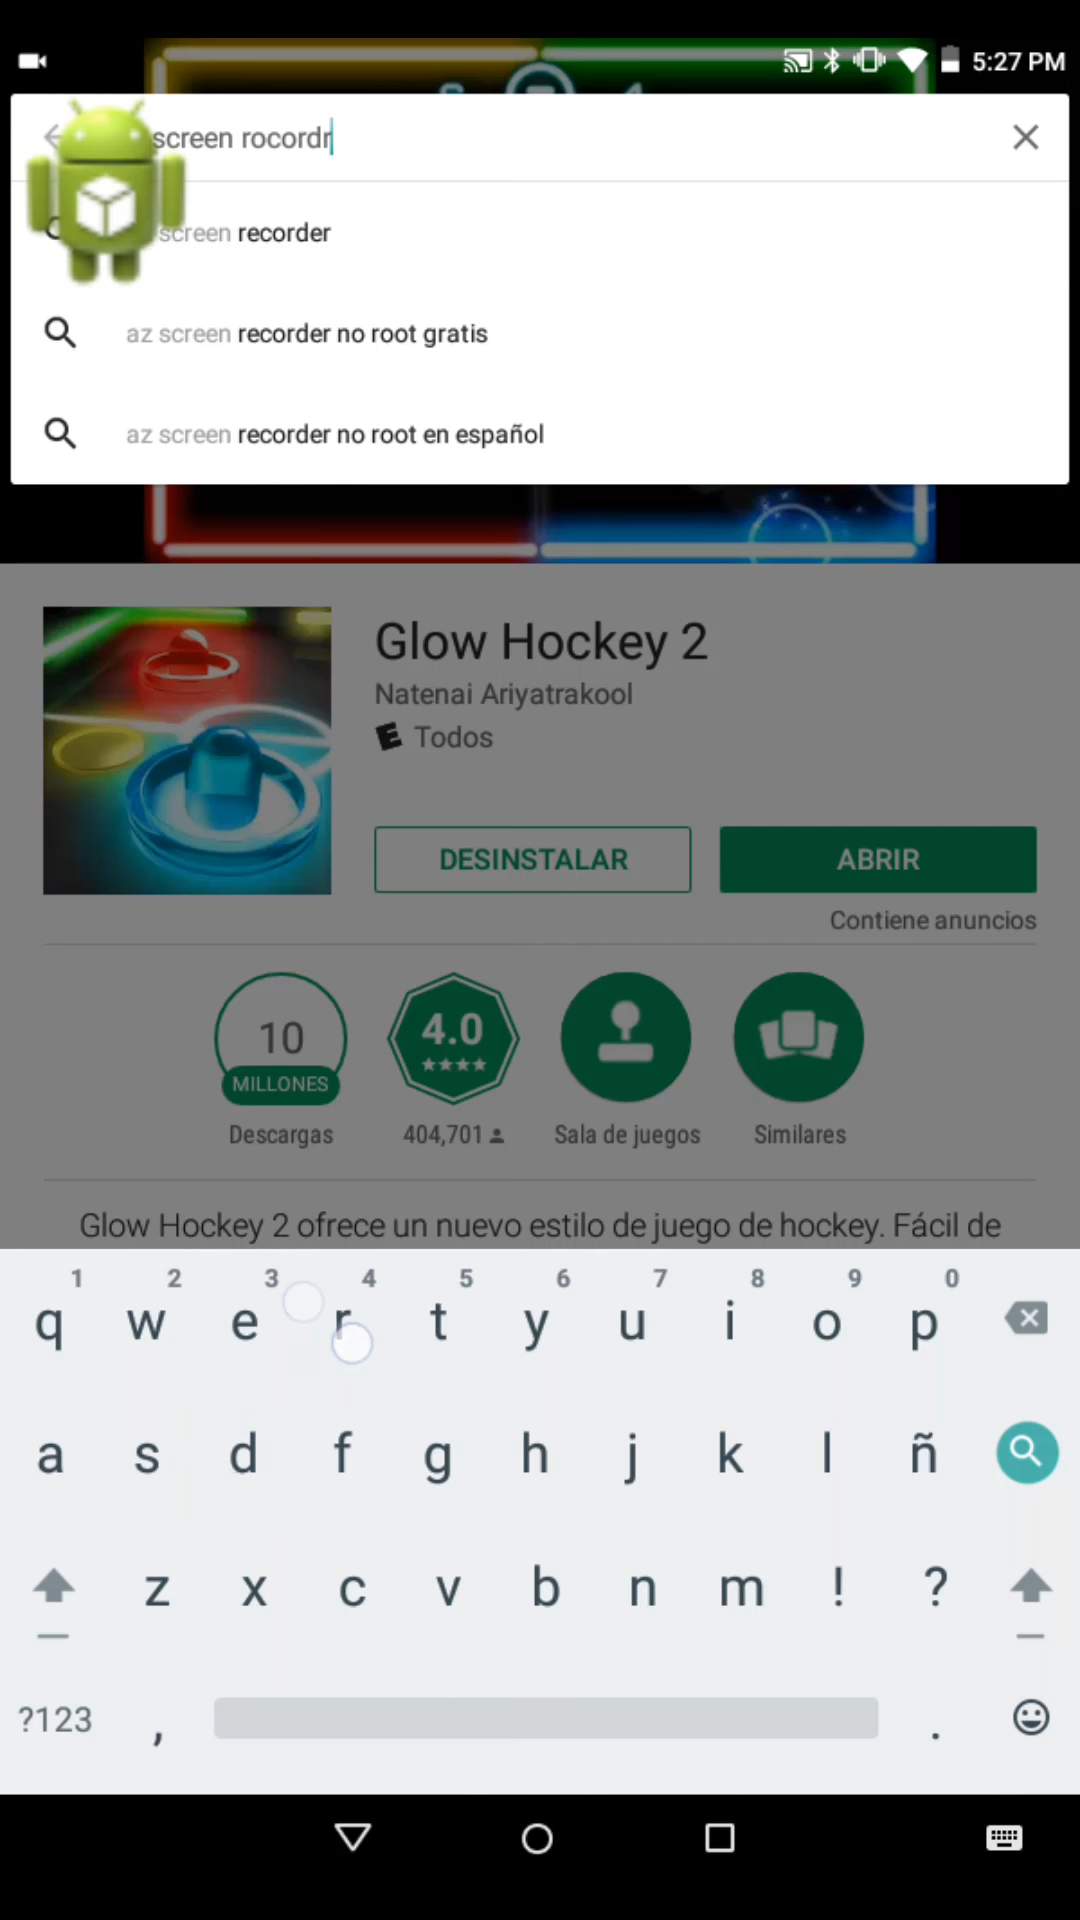 5:27 PM
screen rocordr
screen recorder
az screen recorder no root gratis
az screen recorder no root en español
Glow Hockey 2
Natenai Ariyatrakool
E Todos
DESINSTALAR
ABRIR
Contiene anuncios
10
MILLONES
4.0
Descargas
404,701
Sala de juegos
Similares
Glow Hockey 2 ofrece un nuevo estilo de juego de hockey. Fácil de
1 2 3 4 5 6 7 8 9 0
q w e r t y u i o p
a s d f g h j k l ñ
z x c v b n m ! ?
?123 , .